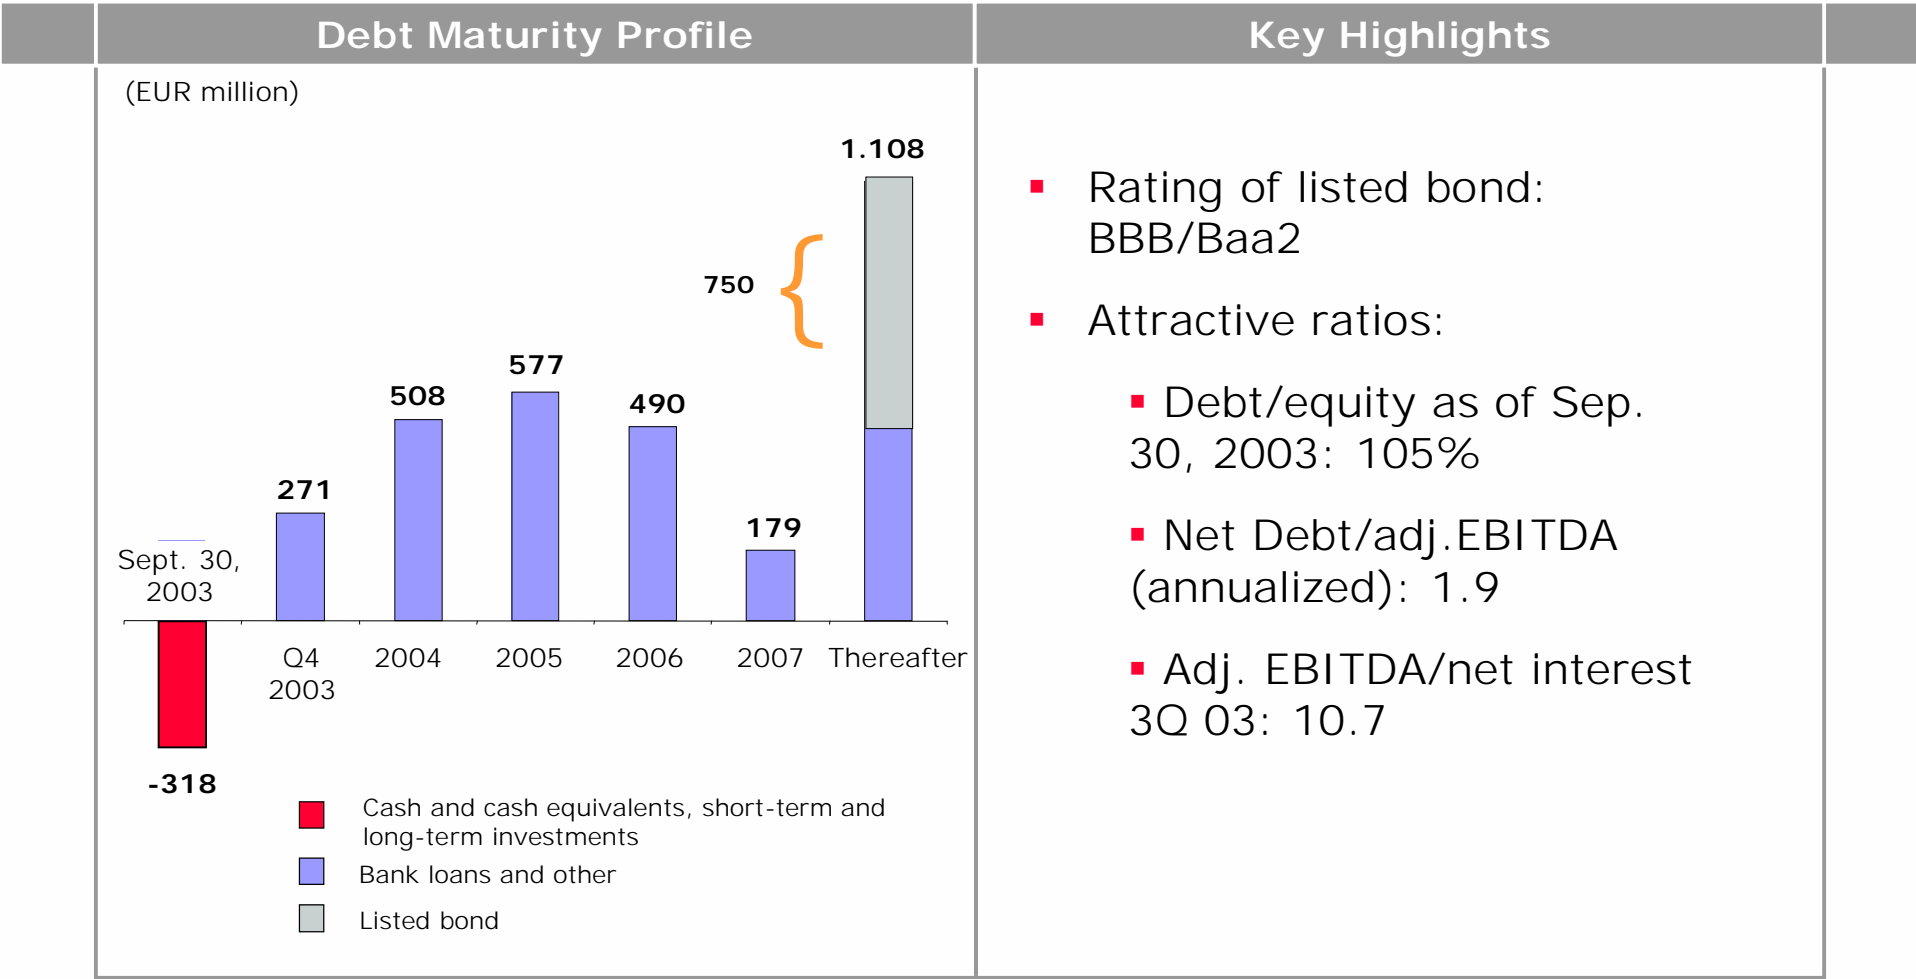 Debt Maturity Profile
Key Highlights
(EUR million)
1.108
750
577
508
490
271
179
Sept. 30,
2003
Q4
2003
2004
2005
2006
2007
Thereafter
-318
Cash and cash equivalents, short-term and
long-term investments
Bank loans and other
Listed bond
Rating of listed bond:
BBB/Baa2
Attractive ratios:
Debt/equity as of Sep.
30, 2003: 105%
Net Debt/adj.EBITDA
(annualized): 1.9
Adj. EBITDA/net interest
3Q 03: 10.7